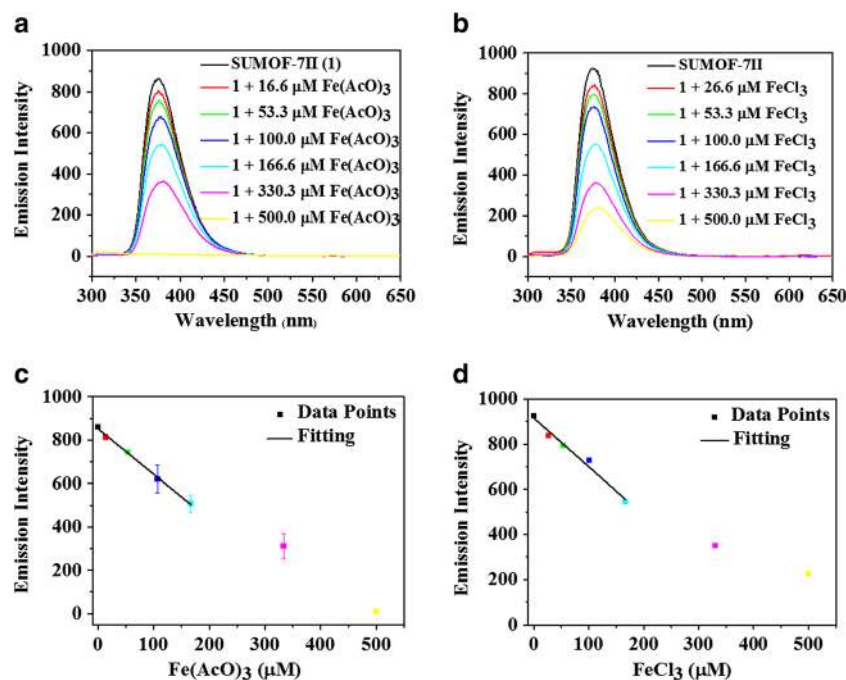 a
1000
800
600
400
200
0
Emission Intensity
SUMOF-7II (1)
1 + 16.6 μM Fe(AcO)3
1 + 53.3 μM Fe(AcO)3
1 + 100.0 μM Fe(AcO)3
1 + 166.6 μM Fe(AcO)3
1 + 330.3 μM Fe(AcO)3
1 + 500.0 μM Fe(AcO)3
300 350 400 450 500 550 600 650
Wavelength (nm)
b
1000
800
600
400
200
0
Emission Intensity
SUMOF-7II
1 + 26.6 μM FeCl3
1 + 53.3 μM FeCl3
1 + 100.0 μM FeCl3
1 + 166.6 μM FeCl3
1 + 330.3 μM FeCl3
1 + 500.0 μM FeCl3
300 350 400 450 500 550 600 650
Wavelength (nm)
c
1000
800
600
400
200
0
Emission Intensity
Data Points
Fitting
0 100 200 300 400 500
Fe(AcO)3 (μM)
d
1000
800
600
400
200
0
Emission Intensity
Data Points
Fitting
0 100 200 300 400 500
FeCl3 (μM)